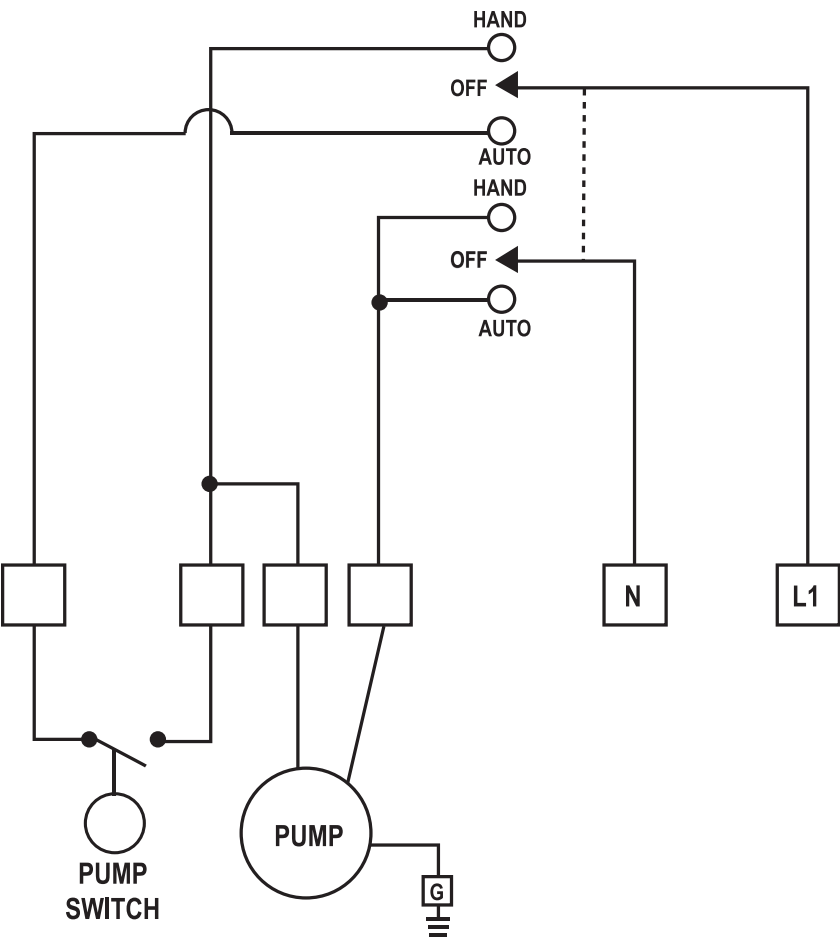 HAND
OFF
AUTO
HAND
OFF
AUTO
N
L1
PUMP
PUMP
SWITCH
G